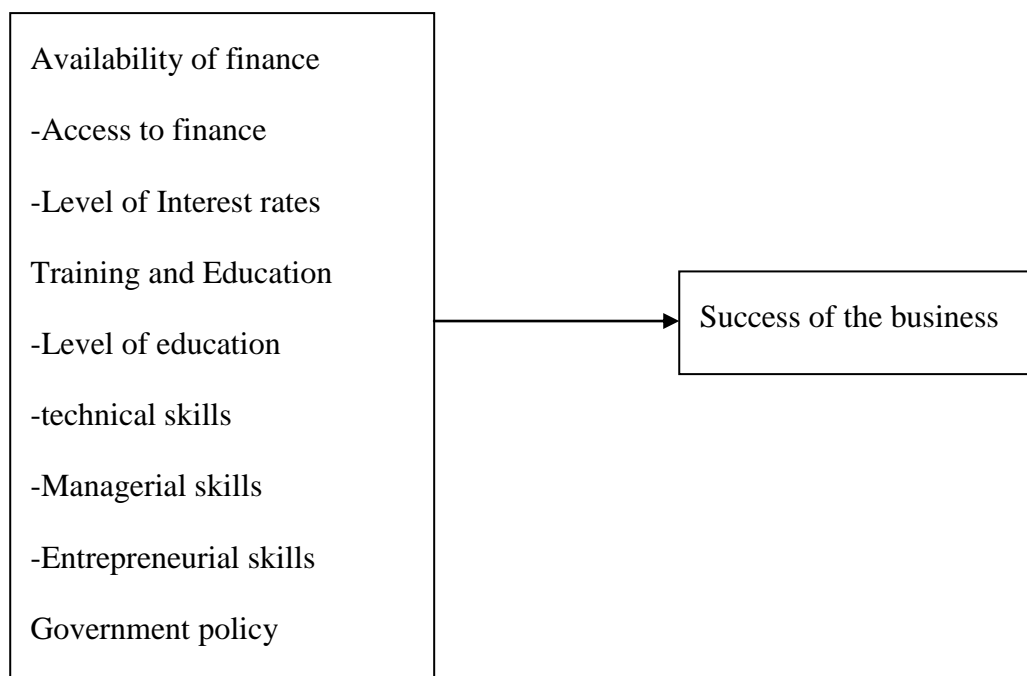 Availability of finance
-Access to finance
-Level of Interest rates
Training and Education
-Level of education
-technical skills
-Managerial skills
-Entrepreneurial skills
Government policy
Success of the business